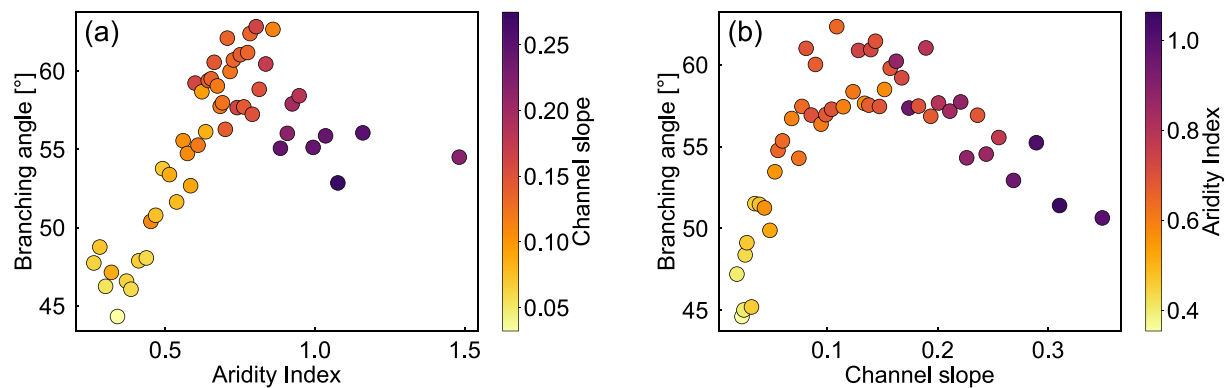 (a)
Branching angle [°]
60
55
50
45
0.5
1.0
1.5
Aridity Index
0.25
0.20
0.15
0.10
0.05
Channel slope
(b)
Branching angle [°]
60
55
50
45
0.1
0.2
0.3
Channel slope
1.0
0.8
0.6
0.4
Aridity Index